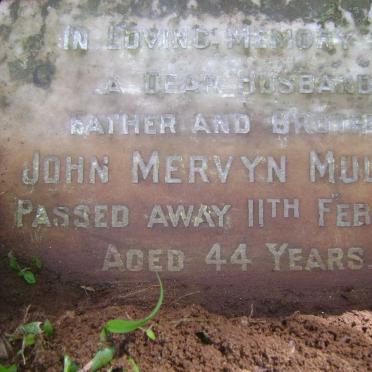 IN LOVING MEMORY
A DEAR HUSBAND
FATHER AND
JOHN MERVYN
PASSED AWAY 11TH
AGED 44 YEARS